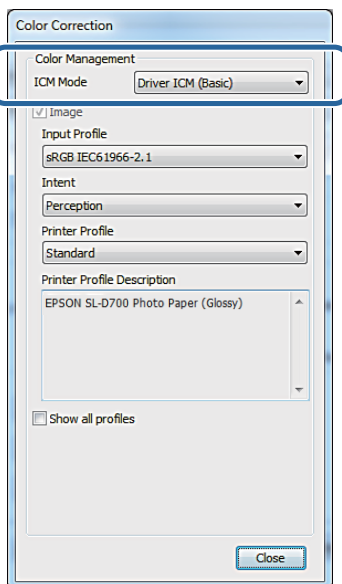 Color Correction
Color Management
ICM Mode Driver ICM (Basic)
Image
Input Profile
sRGB IEC61966-2.1
Intent
Perception
Printer Profile
Standard
Printer Profile Description
EPSON SL-D700 Photo Paper (Glossy)
Show all profiles
Close